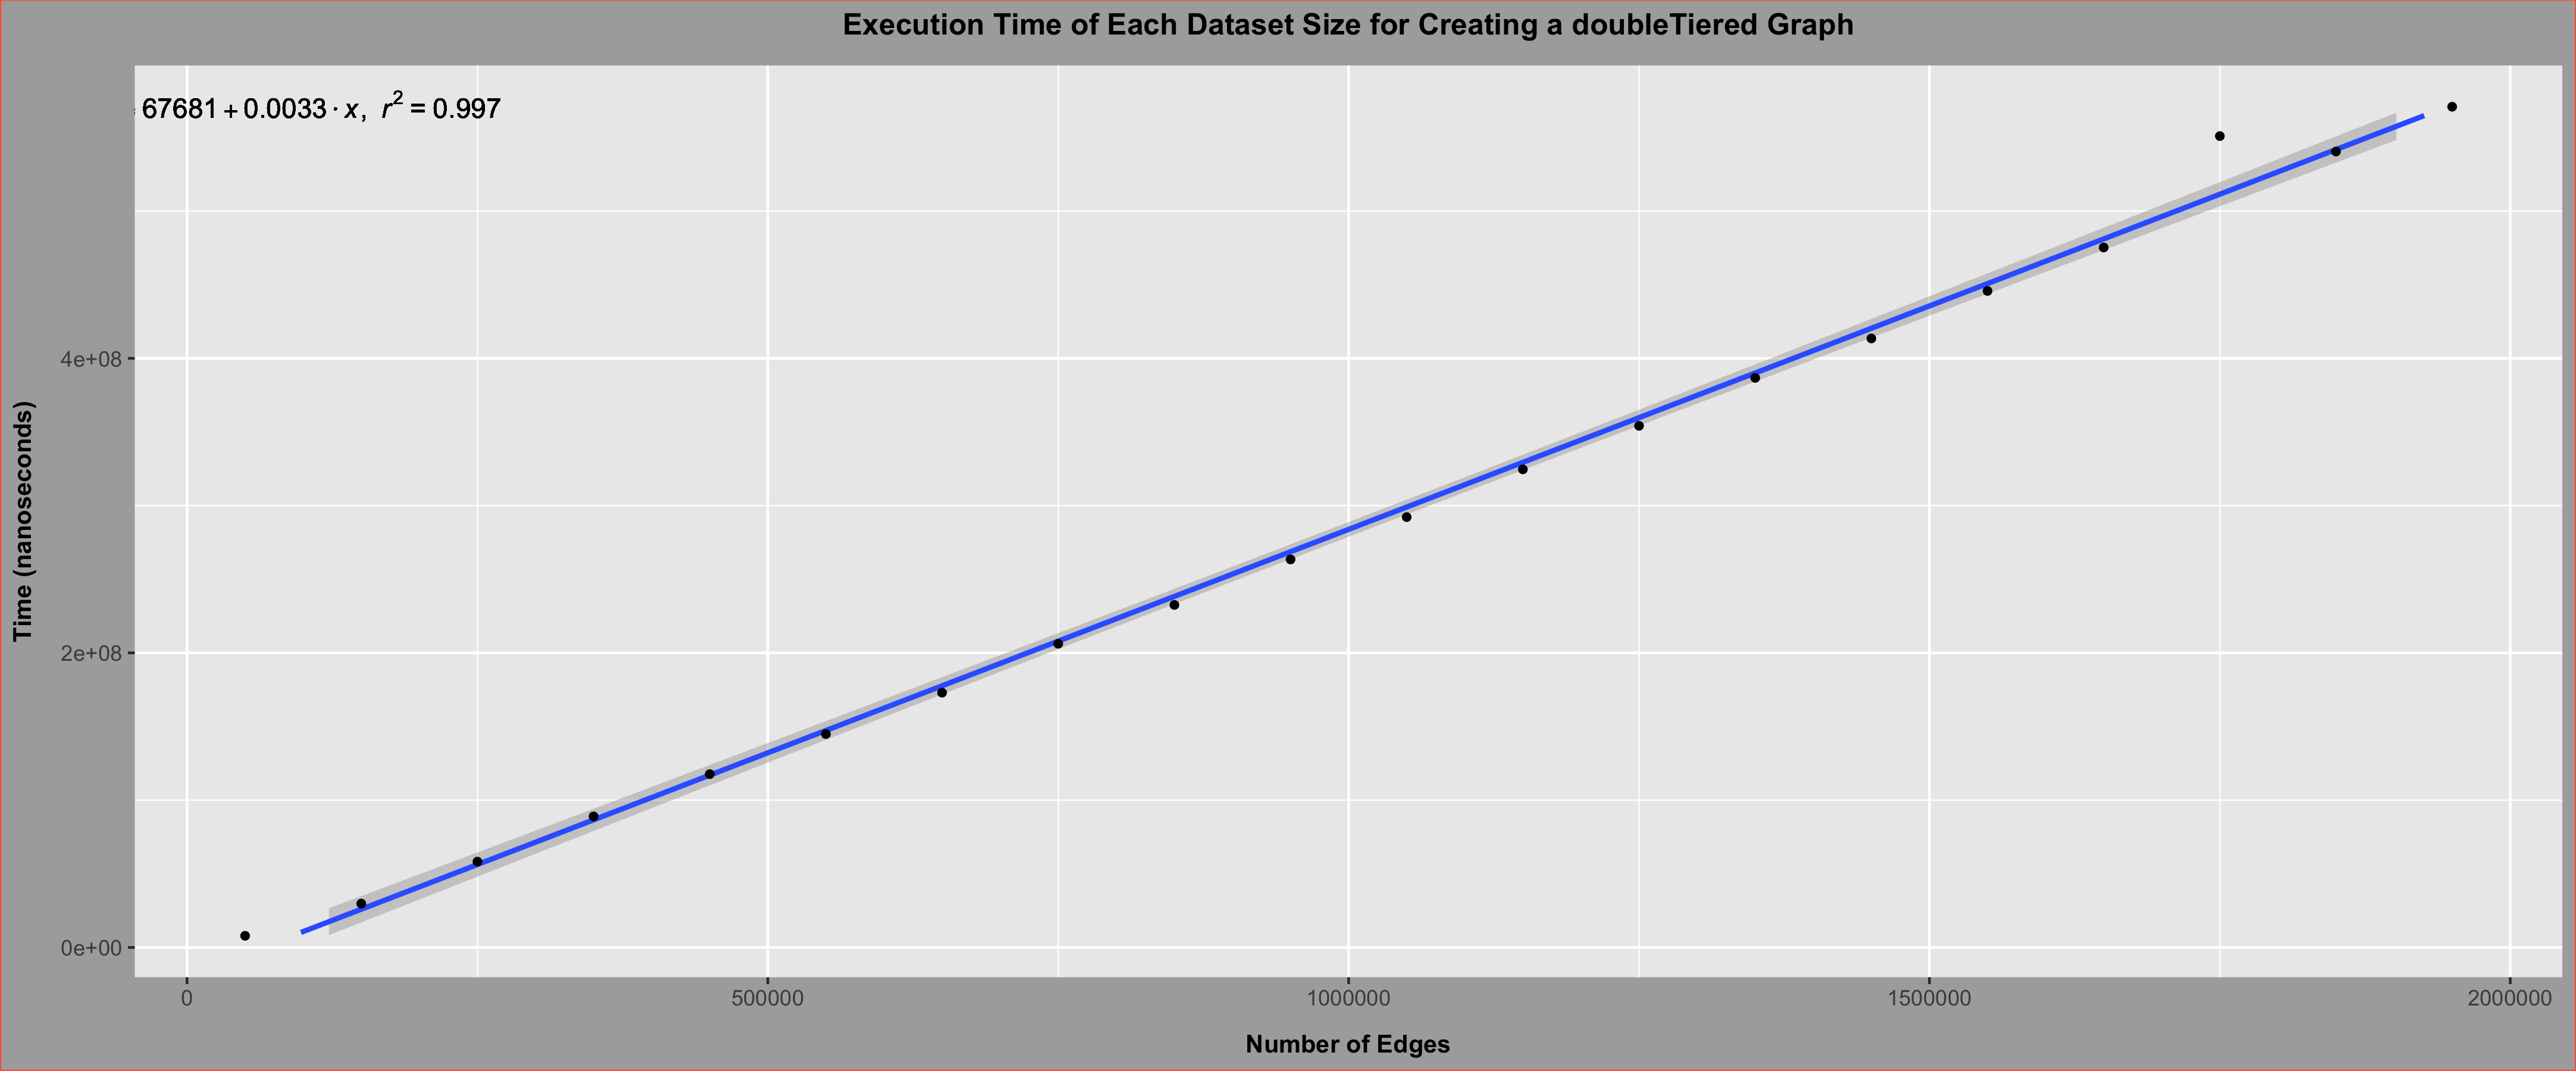 Execution Time of Each Dataset Size for Creating a doubleTiered Graph
67681 + 0.0033 · x, r² = 0.997
4e+08
2e+08
0e+00
Time (nanoseconds)
0 500000 1000000 1500000 2000000
Number of Edges